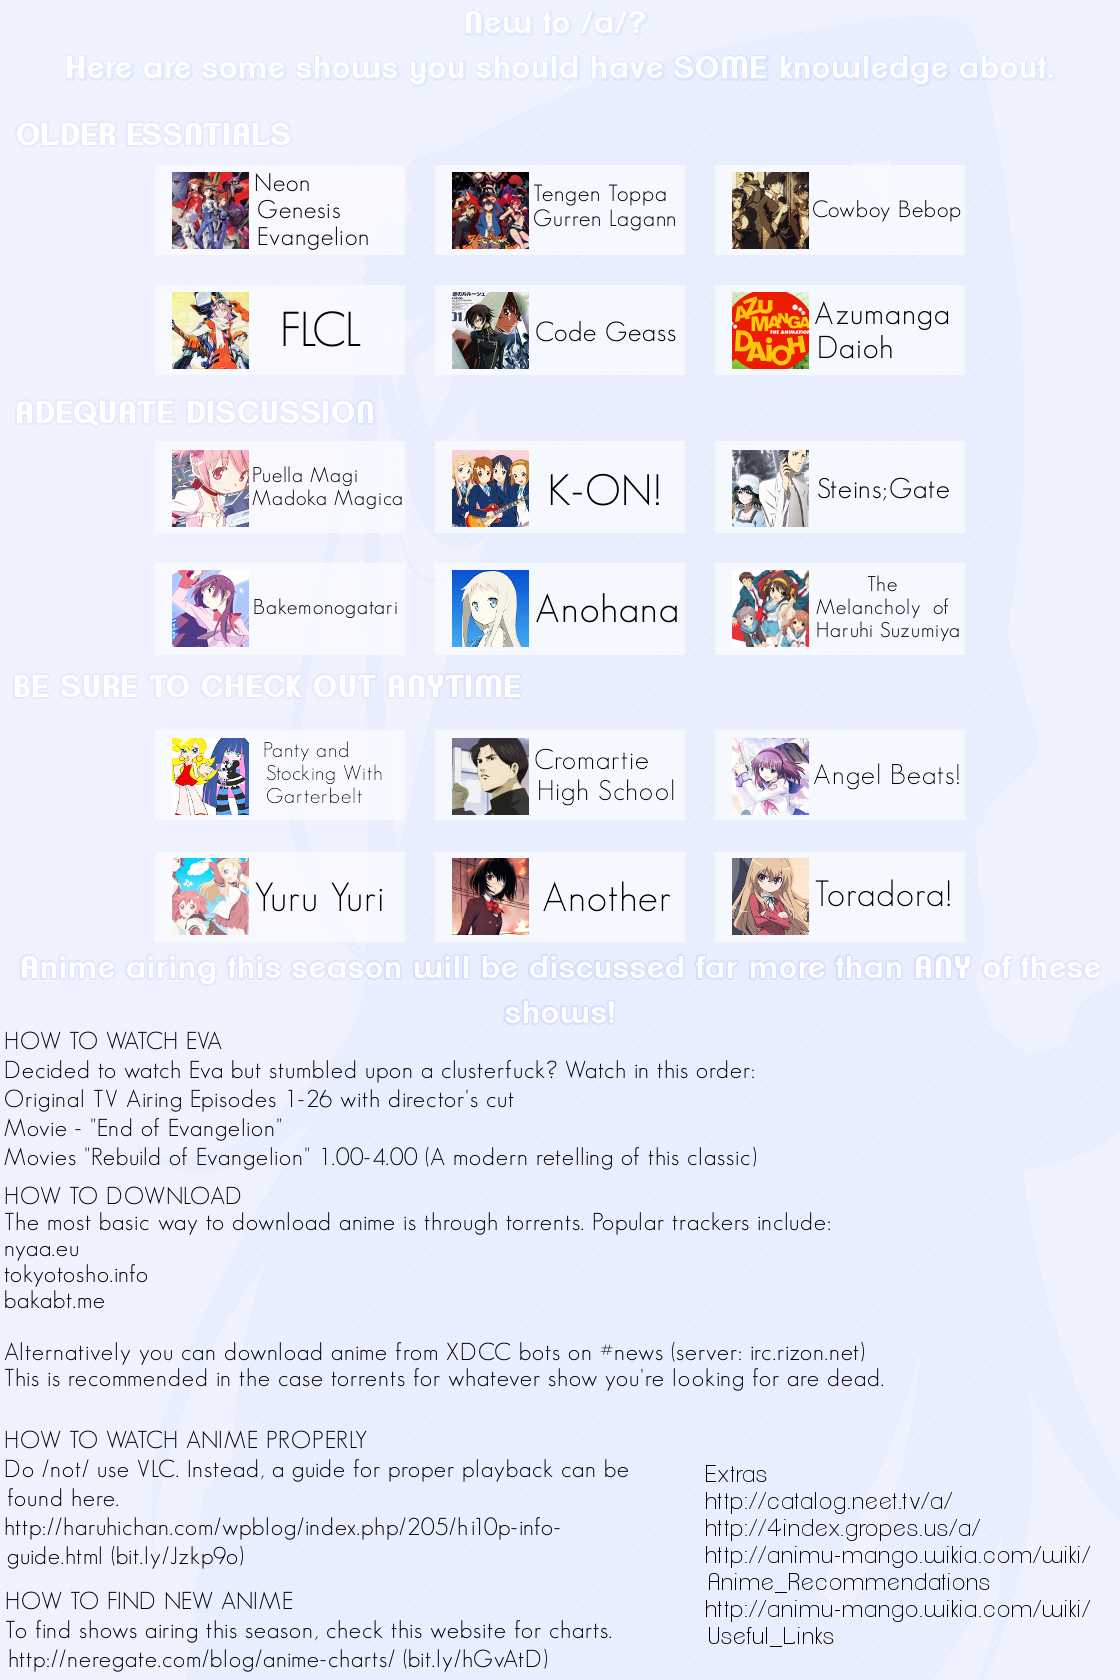 New to /a/?
Here are some shows you should have SOME knowledge about.
OLDER ESSNTIALS
Neon
Genesis
Evangelion
Tengen Toppa
Gurren Lagann
Cowboy Bebop
FLCL
01
Code Geass
AZU
MANGA
THE ANIMATION
DAIOH
Azumanga
Daioh
ADEQUATE DISCUSSION
Puella Magi
Madoka Magica
K-ON!
Steins;Gate
Bakemonogatari
Anohana
The
Melancholy of
Haruhi Suzumiya
BE SURE TO CHECK OUT ANYTIME
Panty and
Stocking With
Garterbelt
Cromartie
High School
Angel Beats!
Yuru Yuri
Another
Toradora!
Anime airing this season will be discussed far more than ANY of these
shows!
HOW TO WATCH EVA
Decided to watch Eva but stumbled upon a clusterfuck? Watch in this order:
Original TV Airing Episodes 1-26 with director's cut
Movie - "End of Evangelion"
Movies "Rebuild of Evangelion" 1.00-4.00 (A modern retelling of this classic)
HOW TO DOWNLOAD
The most basic way to download anime is through torrents. Popular trackers include:
nyaa.eu
tokyotosho.info
bakabt.me
Alternatively you can download anime from XDCC bots on #news (server: irc.rizon.net)
This is recommended in the case torrents for whatever show you're looking for are dead.
HOW TO WATCH ANIME PROPERLY
Do /not/ use VLC. Instead, a guide for proper playback can be
found here.
http://haruhichan.com/wpblog/index.php/205/hi10p-info-
guide.html (bit.ly/Jzkp9o)
HOW TO FIND NEW ANIME
To find shows airing this season, check this website for charts.
http://neregate.com/blog/anime-charts/ (bit.ly/hGvAtD)
Extras
http://catalog.neet.tv/a/
http://4index.gropes.us/a/
http://animu-mango.wikia.com/wiki/
Anime_Recommendations
http://animu-mango.wikia.com/wiki/
Useful_Links